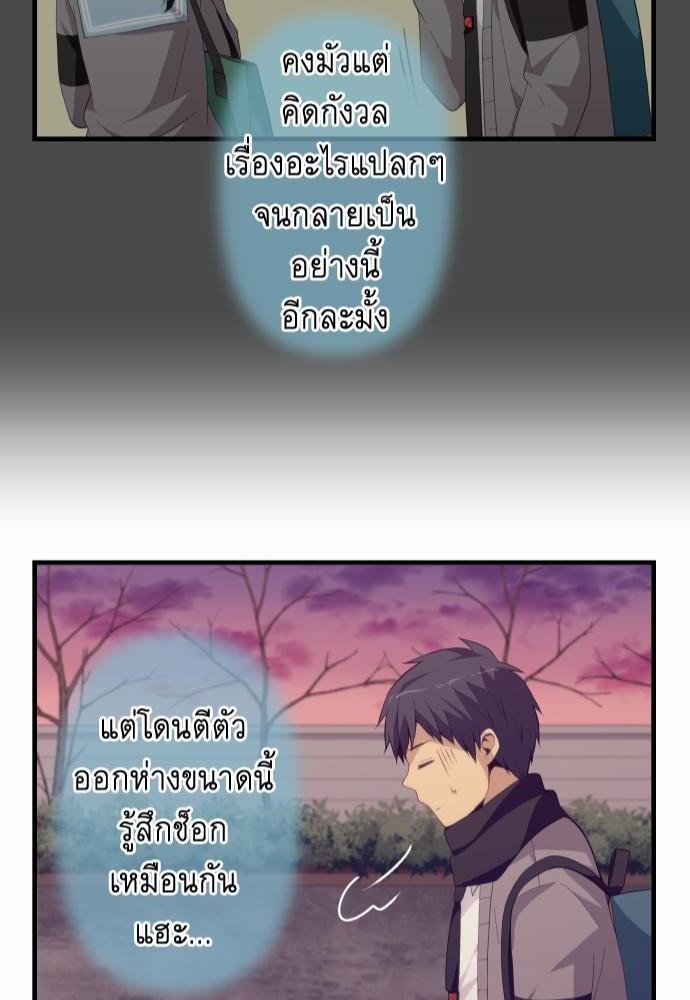 คงมัวแต่
คิดกังวล
เรื่องอะไรแปลกๆ
จนกลายเป็น
อย่างนี้
อีกละมั้ง
แต่โดนตีตัว
ออกห่างขนาดนี้
รู้สึกช็อก
เหมือนกัน
แฮะ...